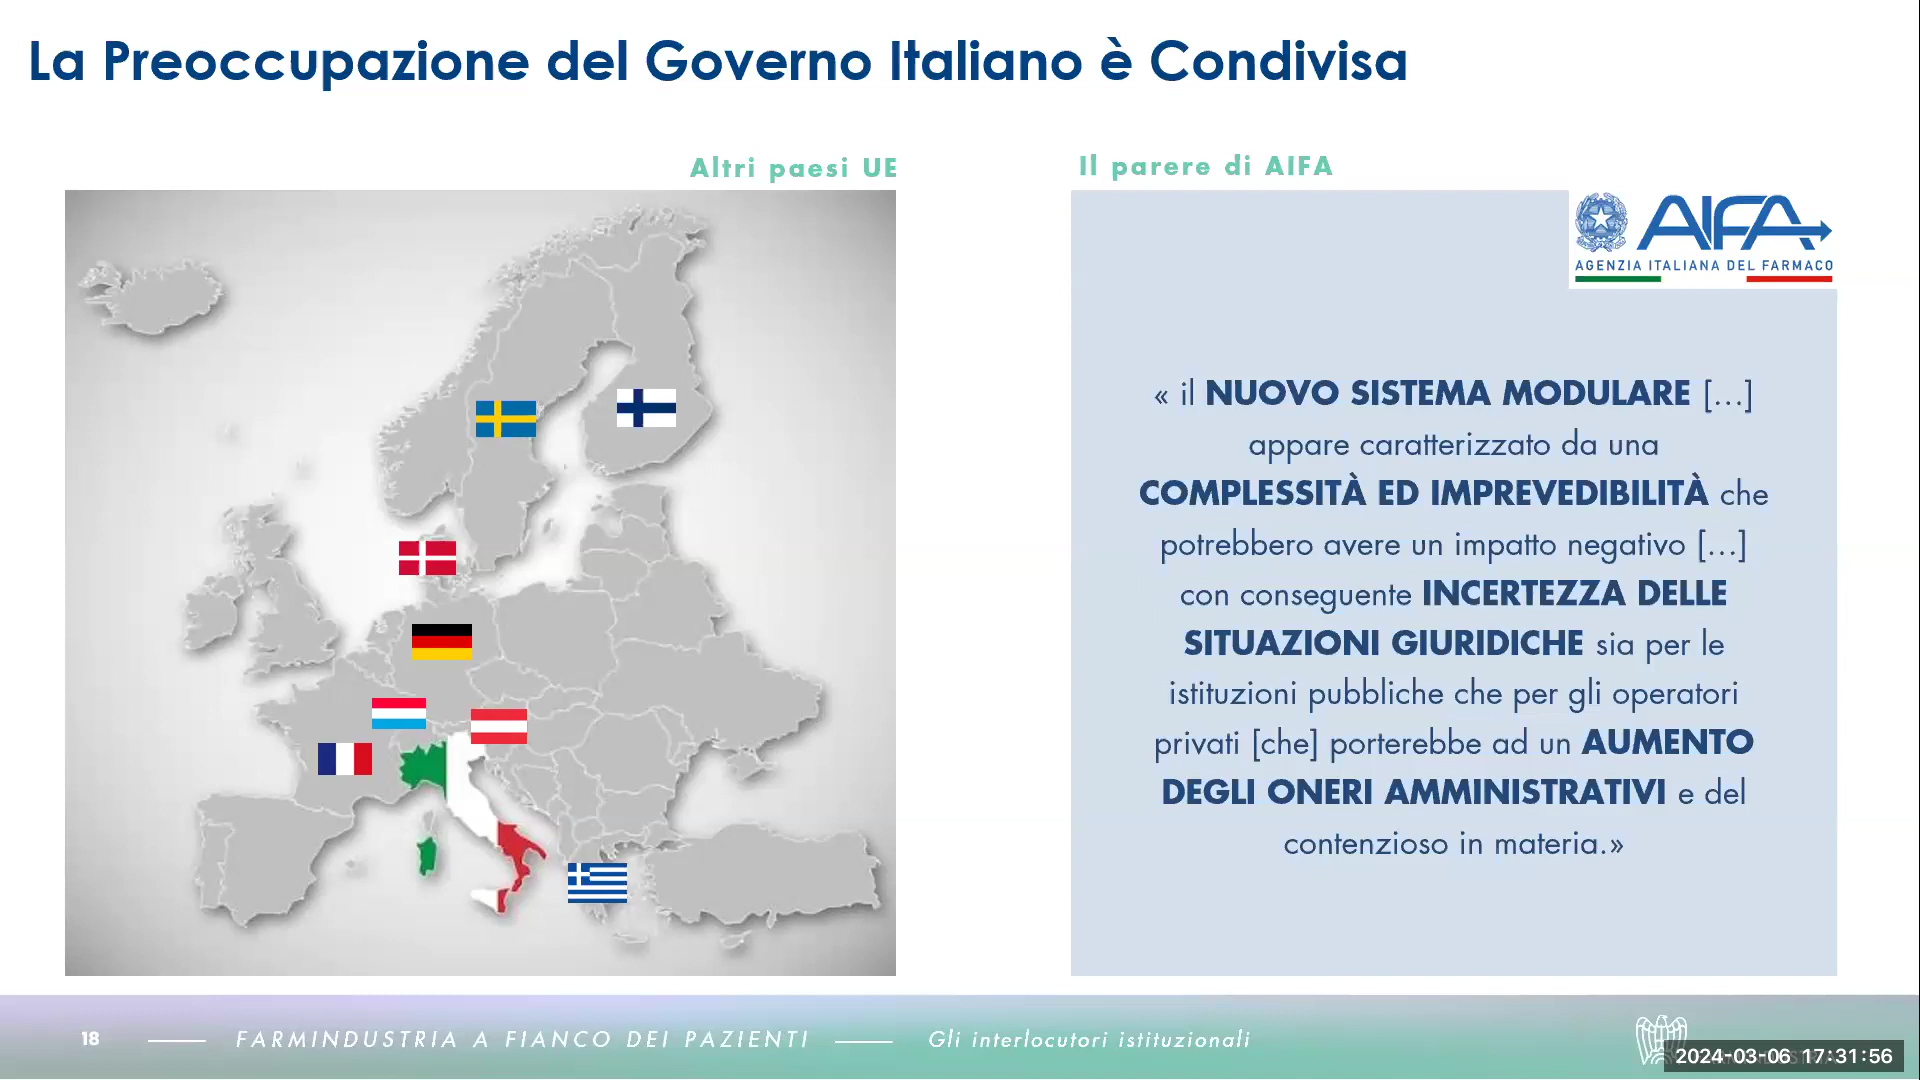 La Preoccupazione del Governo Italiano è Condivisa
Altri paesi UE
Il parere di AIFA
AIFA
AGENZIA ITALIANA DEL FARMACO
« il NUOVO SISTEMA MODULARE […]
appare caratterizzato da una
COMPLESSITÀ ED IMPREVEDIBILITÀ che
potrebbero avere un impatto negativo […]
con conseguente INCERTEZZA DELLE
SITUAZIONI GIURIDICHE sia per le
istituzioni pubbliche che per gli operatori
privati [che] porterebbe ad un AUMENTO
DEGLI ONERI AMMINISTRATIVI e del
contenzioso in materia.»
18
FARMINDUSTRIA A FIANCO DEI PAZIENTI
Gli interlocutori istituzionali
2024-03-06 17:31:56